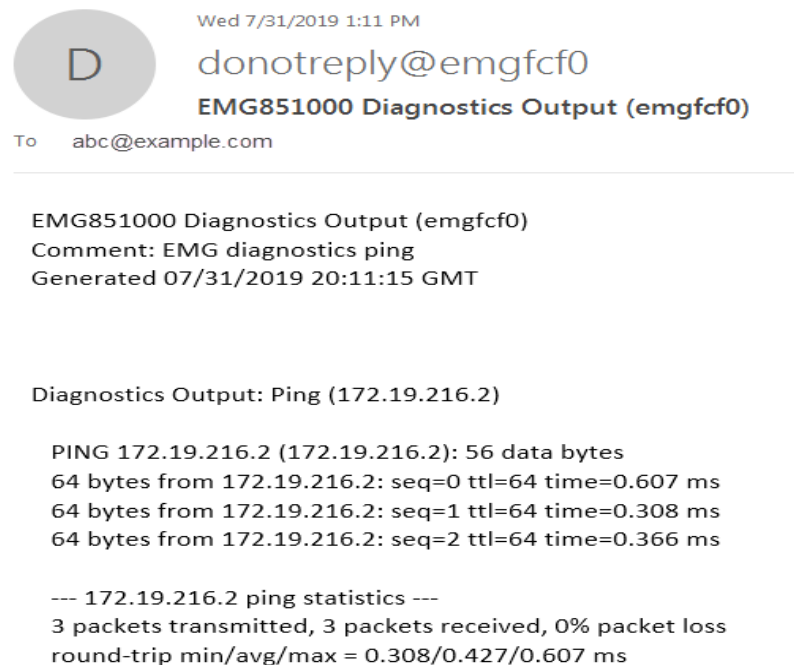 Wed 7/31/2019 1:11 PM
D
donotreply@emgfcf0
EMG851000 Diagnostics Output (emgfcf0)
To abc@example.com
EMG851000 Diagnostics Output (emgfcf0)
Comment: EMG diagnostics ping
Generated 07/31/2019 20:11:15 GMT
Diagnostics Output: Ping (172.19.216.2)
PING 172.19.216.2 (172.19.216.2): 56 data bytes
64 bytes from 172.19.216.2: seq=0 ttl=64 time=0.607 ms
64 bytes from 172.19.216.2: seq=1 ttl=64 time=0.308 ms
64 bytes from 172.19.216.2: seq=2 ttl=64 time=0.366 ms
--- 172.19.216.2 ping statistics ---
3 packets transmitted, 3 packets received, 0% packet loss
round-trip min/avg/max = 0.308/0.427/0.607 ms